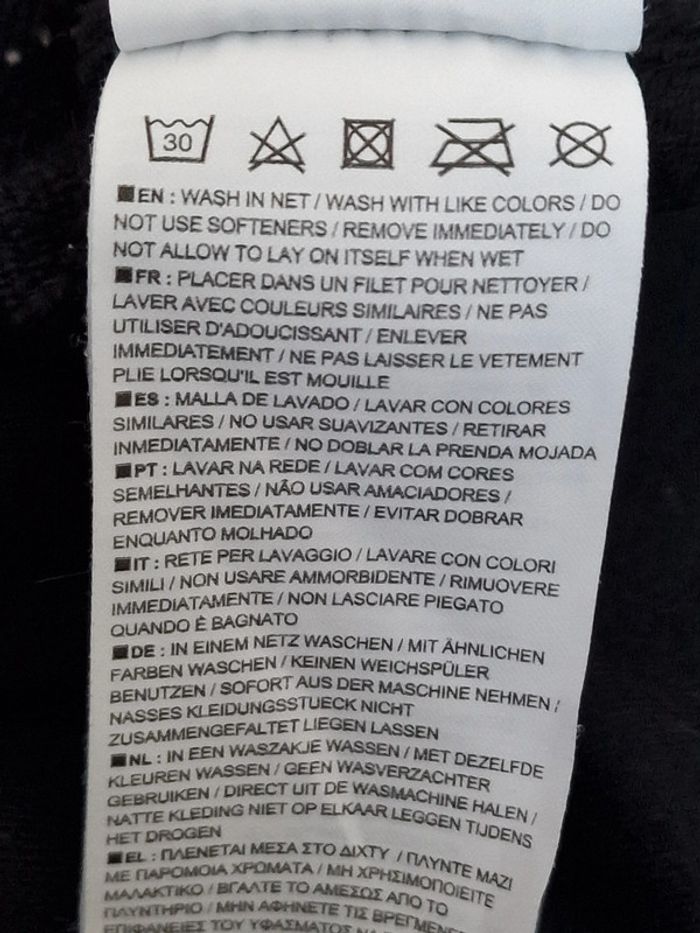 30
EN : WASH IN NET / WASH WITH LIKE COLORS / DO
NOT USE SOFTENERS / REMOVE IMMEDIATELY / DO
NOT ALLOW TO LAY ON ITSELF WHEN WET
FR : PLACER DANS UN FILET POUR NETTOYER /
LAVER AVEC COULEURS SIMILAIRES / NE PAS
UTILISER D'ADOUCISSANT / ENLEVER
IMMEDIATEMENT / NE PAS LAISSER LE VETEMENT
PLIE LORSQU'IL EST MOUILLE
ES : MALLA DE LAVADO / LAVAR CON COLORES
SIMILARES / NO USAR SUAVIZANTES / RETIRAR
INMEDIATAMENTE / NO DOBLAR LA PRENDA MOJADA
PT : LAVAR NA REDE / LAVAR COM CORES
SEMELHANTES / NÃO USAR AMACIADORES /
REMOVER IMEDIATAMENTE / EVITAR DOBRAR
ENQUANTO MOLHADO
IT : RETE PER LAVAGGIO / LAVARE CON COLORI
SIMILI / NON USARE AMMORBIDENTE / RIMUOVERE
IMMEDIATAMENTE / NON LASCIARE PIEGATO
QUANDO È BAGNATO
DE : IN EINEM NETZ WASCHEN / MIT ÄHNLICHEN
FARBEN WASCHEN / KEINEN WEICHSPÜLER
BENUTZEN / SOFORT AUS DER MASCHINE NEHMEN /
NASSES KLEIDUNGSSTUECK NICHT
ZUSAMMENGEFALTET LIEGEN LASSEN
NL : IN EEN WASZAKJE WASSEN / MET DEZELFDE
KLEUREN WASSEN / GEEN WASVERZACHTER
GEBRUIKEN / DIRECT UIT DE WASMACHINE HALEN /
NATTE KLEDING NIET OP ELKAAR LEGGEN TIJDENS
HET DROGEN
EL : ΠΛΕΝΕΤΑΙ ΜΕΣΑ ΣΤΟ ΔΙΧΤΥ / ΠΛΥΝΤΕ ΜΑΖΙ
ΜΕ ΠΑΡΟΜΟΙΑ ΧΡΩΜΑΤΑ / ΜΗ ΧΡΗΣΙΜΟΠΟΙΕΙΤΕ
ΜΑΛΑΚΤΙΚΟ / ΒΓΑΛΤΕ ΤΟ ΑΜΕΣΩΣ ΑΠΟ ΤΟ
ΠΛΥΝΤΗΡΙΟ / ΜΗΝ ΑΦΗΝΕΤΕ ΤΙΣ ΒΡΕΓΜΕΝΕΣ
ΕΠΙΦΑΝΕΙΕΣ ΤΟΥ ΥΦΑΣΜΑΤΟΣ